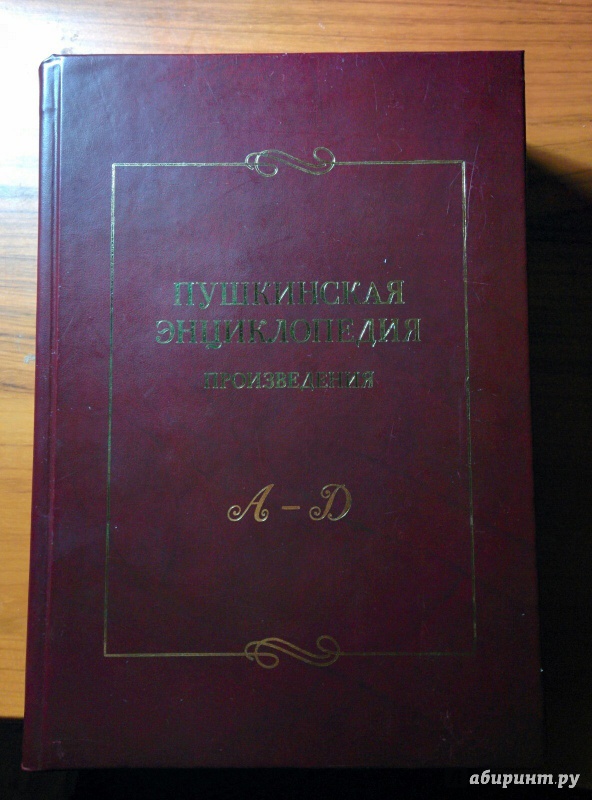 ПУШКИНСКАЯ
ЭНЦИКЛОПЕДИЯ
ПРОИЗВЕДЕНИЯ
А – Д
абиринт.ру